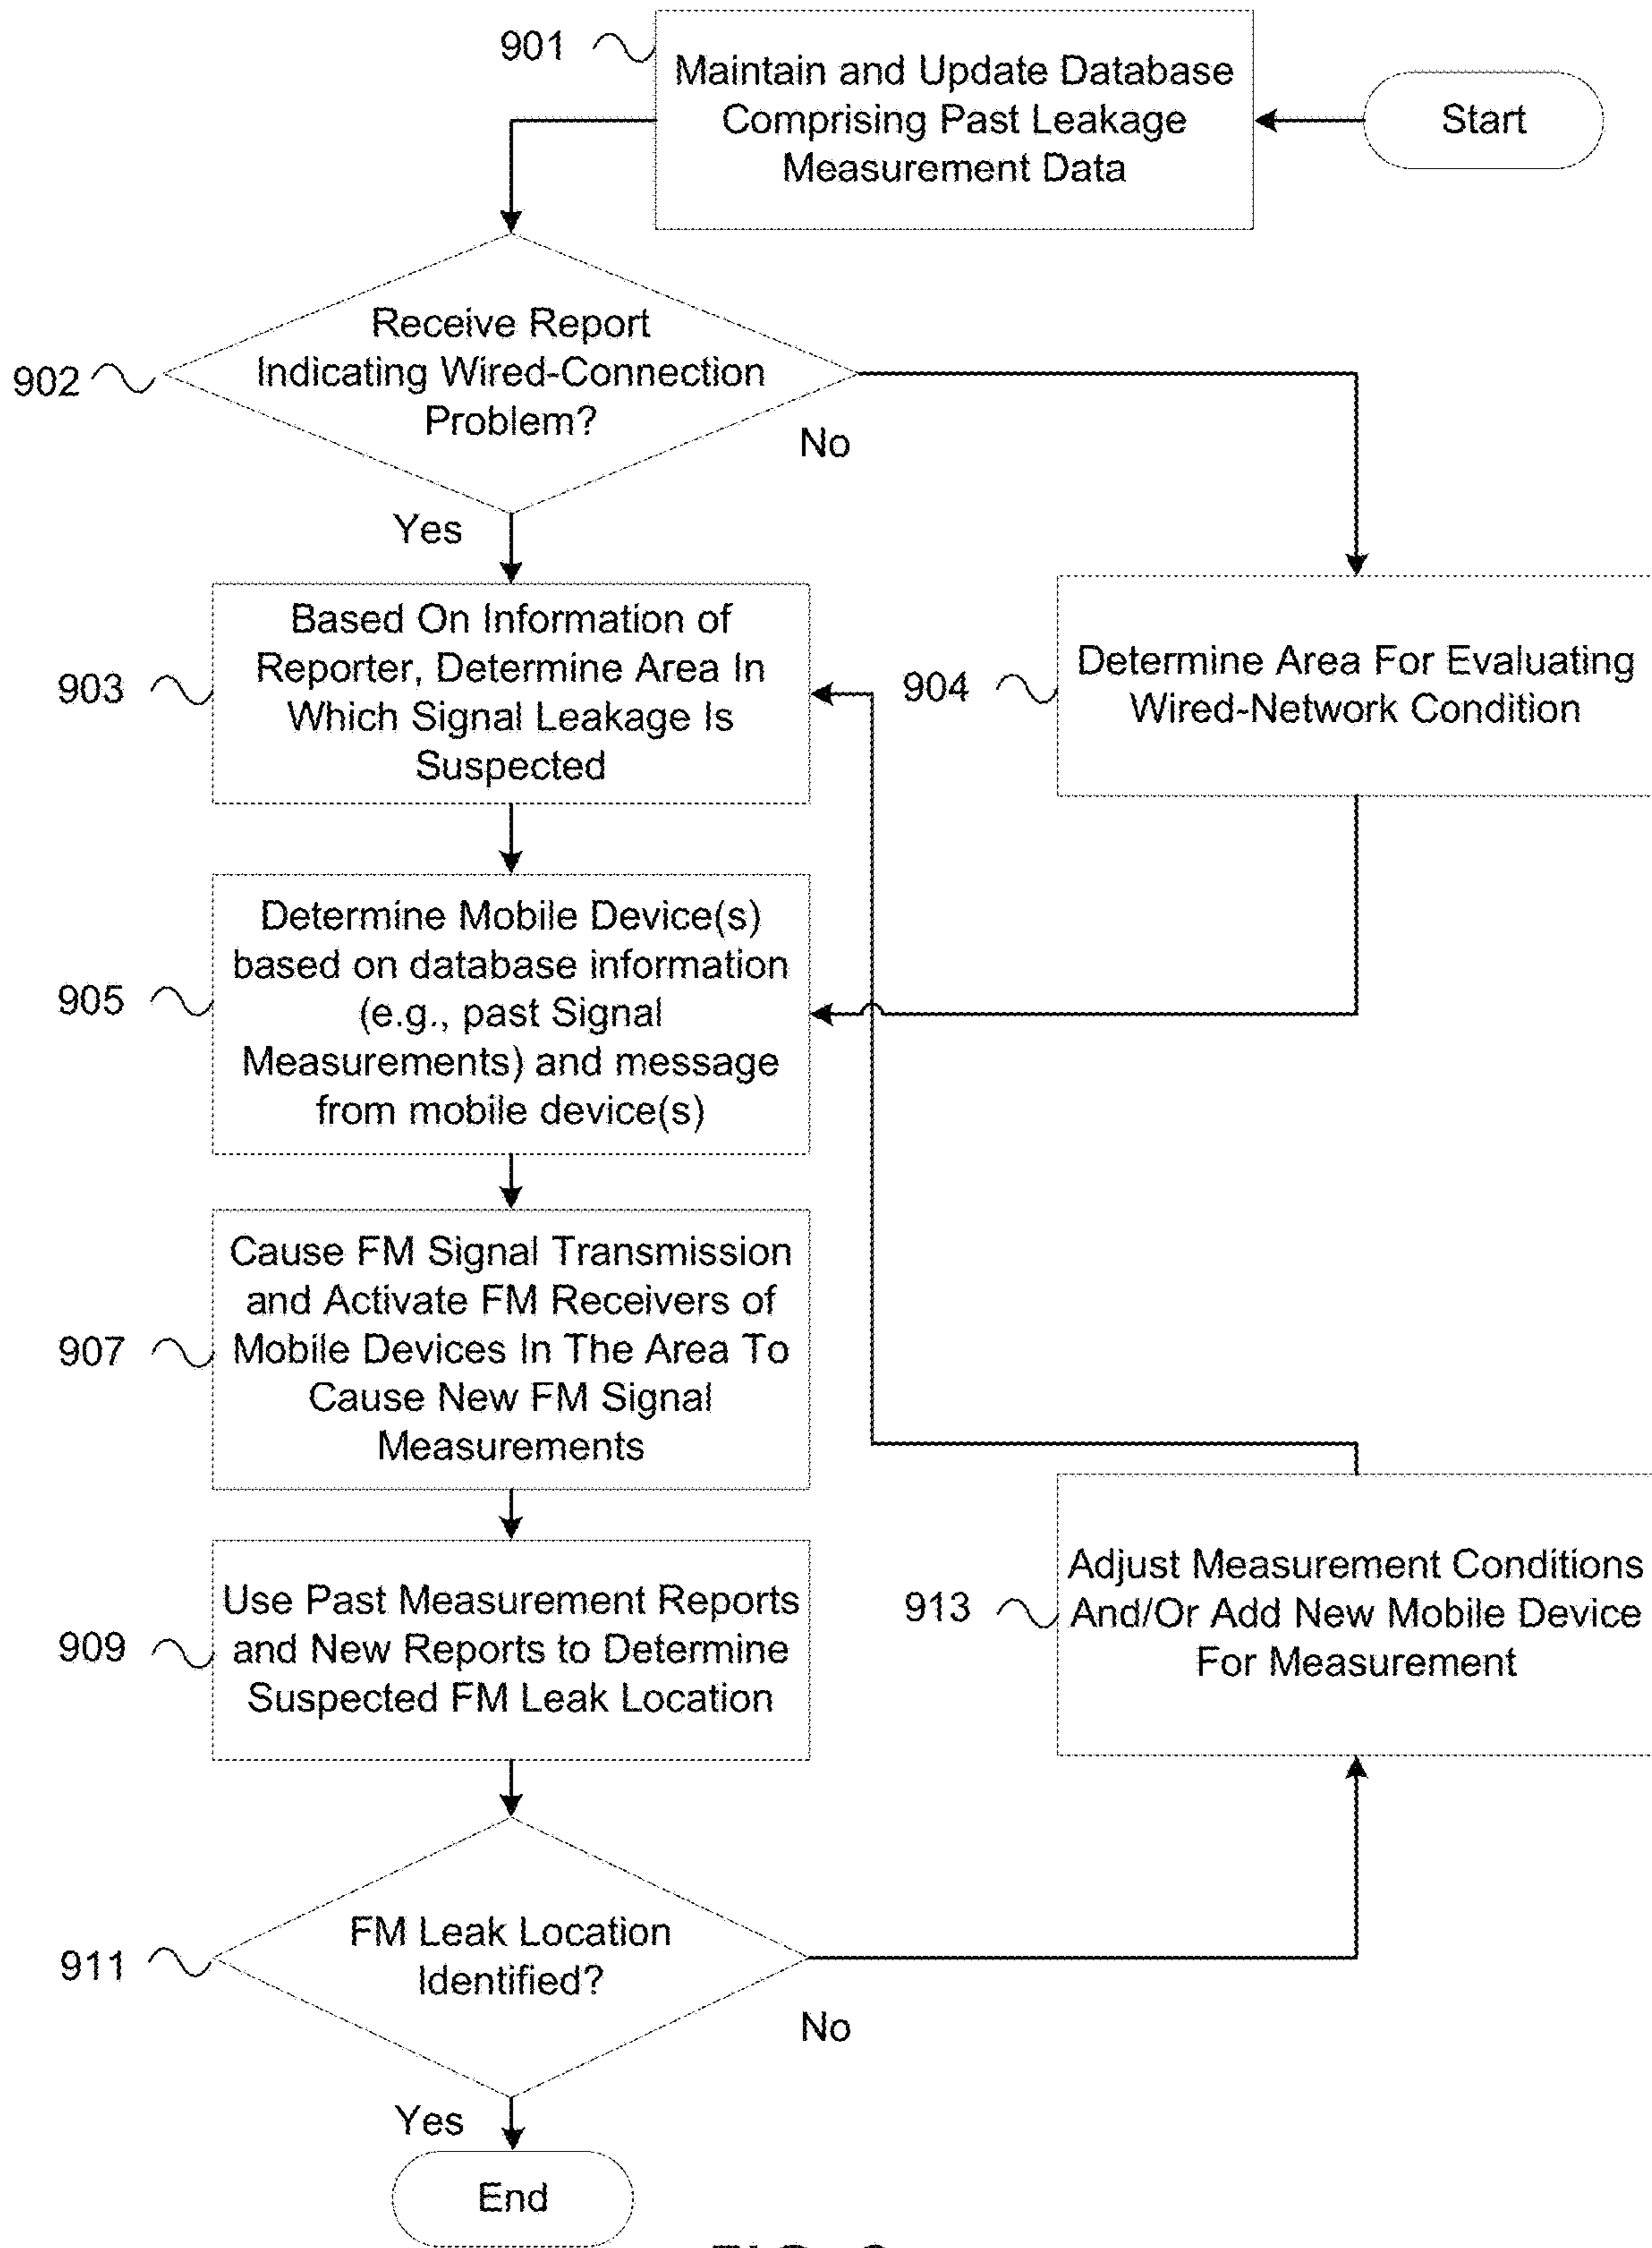 901
Maintain and Update Database
Comprising Past Leakage
Measurement Data
Start
902
Receive Report
Indicating Wired-Connection
Problem?
No
Yes
903
Based On Information of
Reporter, Determine Area In
Which Signal Leakage Is
Suspected
904
Determine Area For Evaluating
Wired-Network Condition
905
Determine Mobile Device(s)
based on database information
(e.g., past Signal
Measurements) and message
from mobile device(s)
907
Cause FM Signal Transmission
and Activate FM Receivers of
Mobile Devices In The Area To
Cause New FM Signal
Measurements
909
Use Past Measurement Reports
and New Reports to Determine
Suspected FM Leak Location
913
Adjust Measurement Conditions
And/Or Add New Mobile Device
For Measurement
911
FM Leak Location
Identified?
No
Yes
End